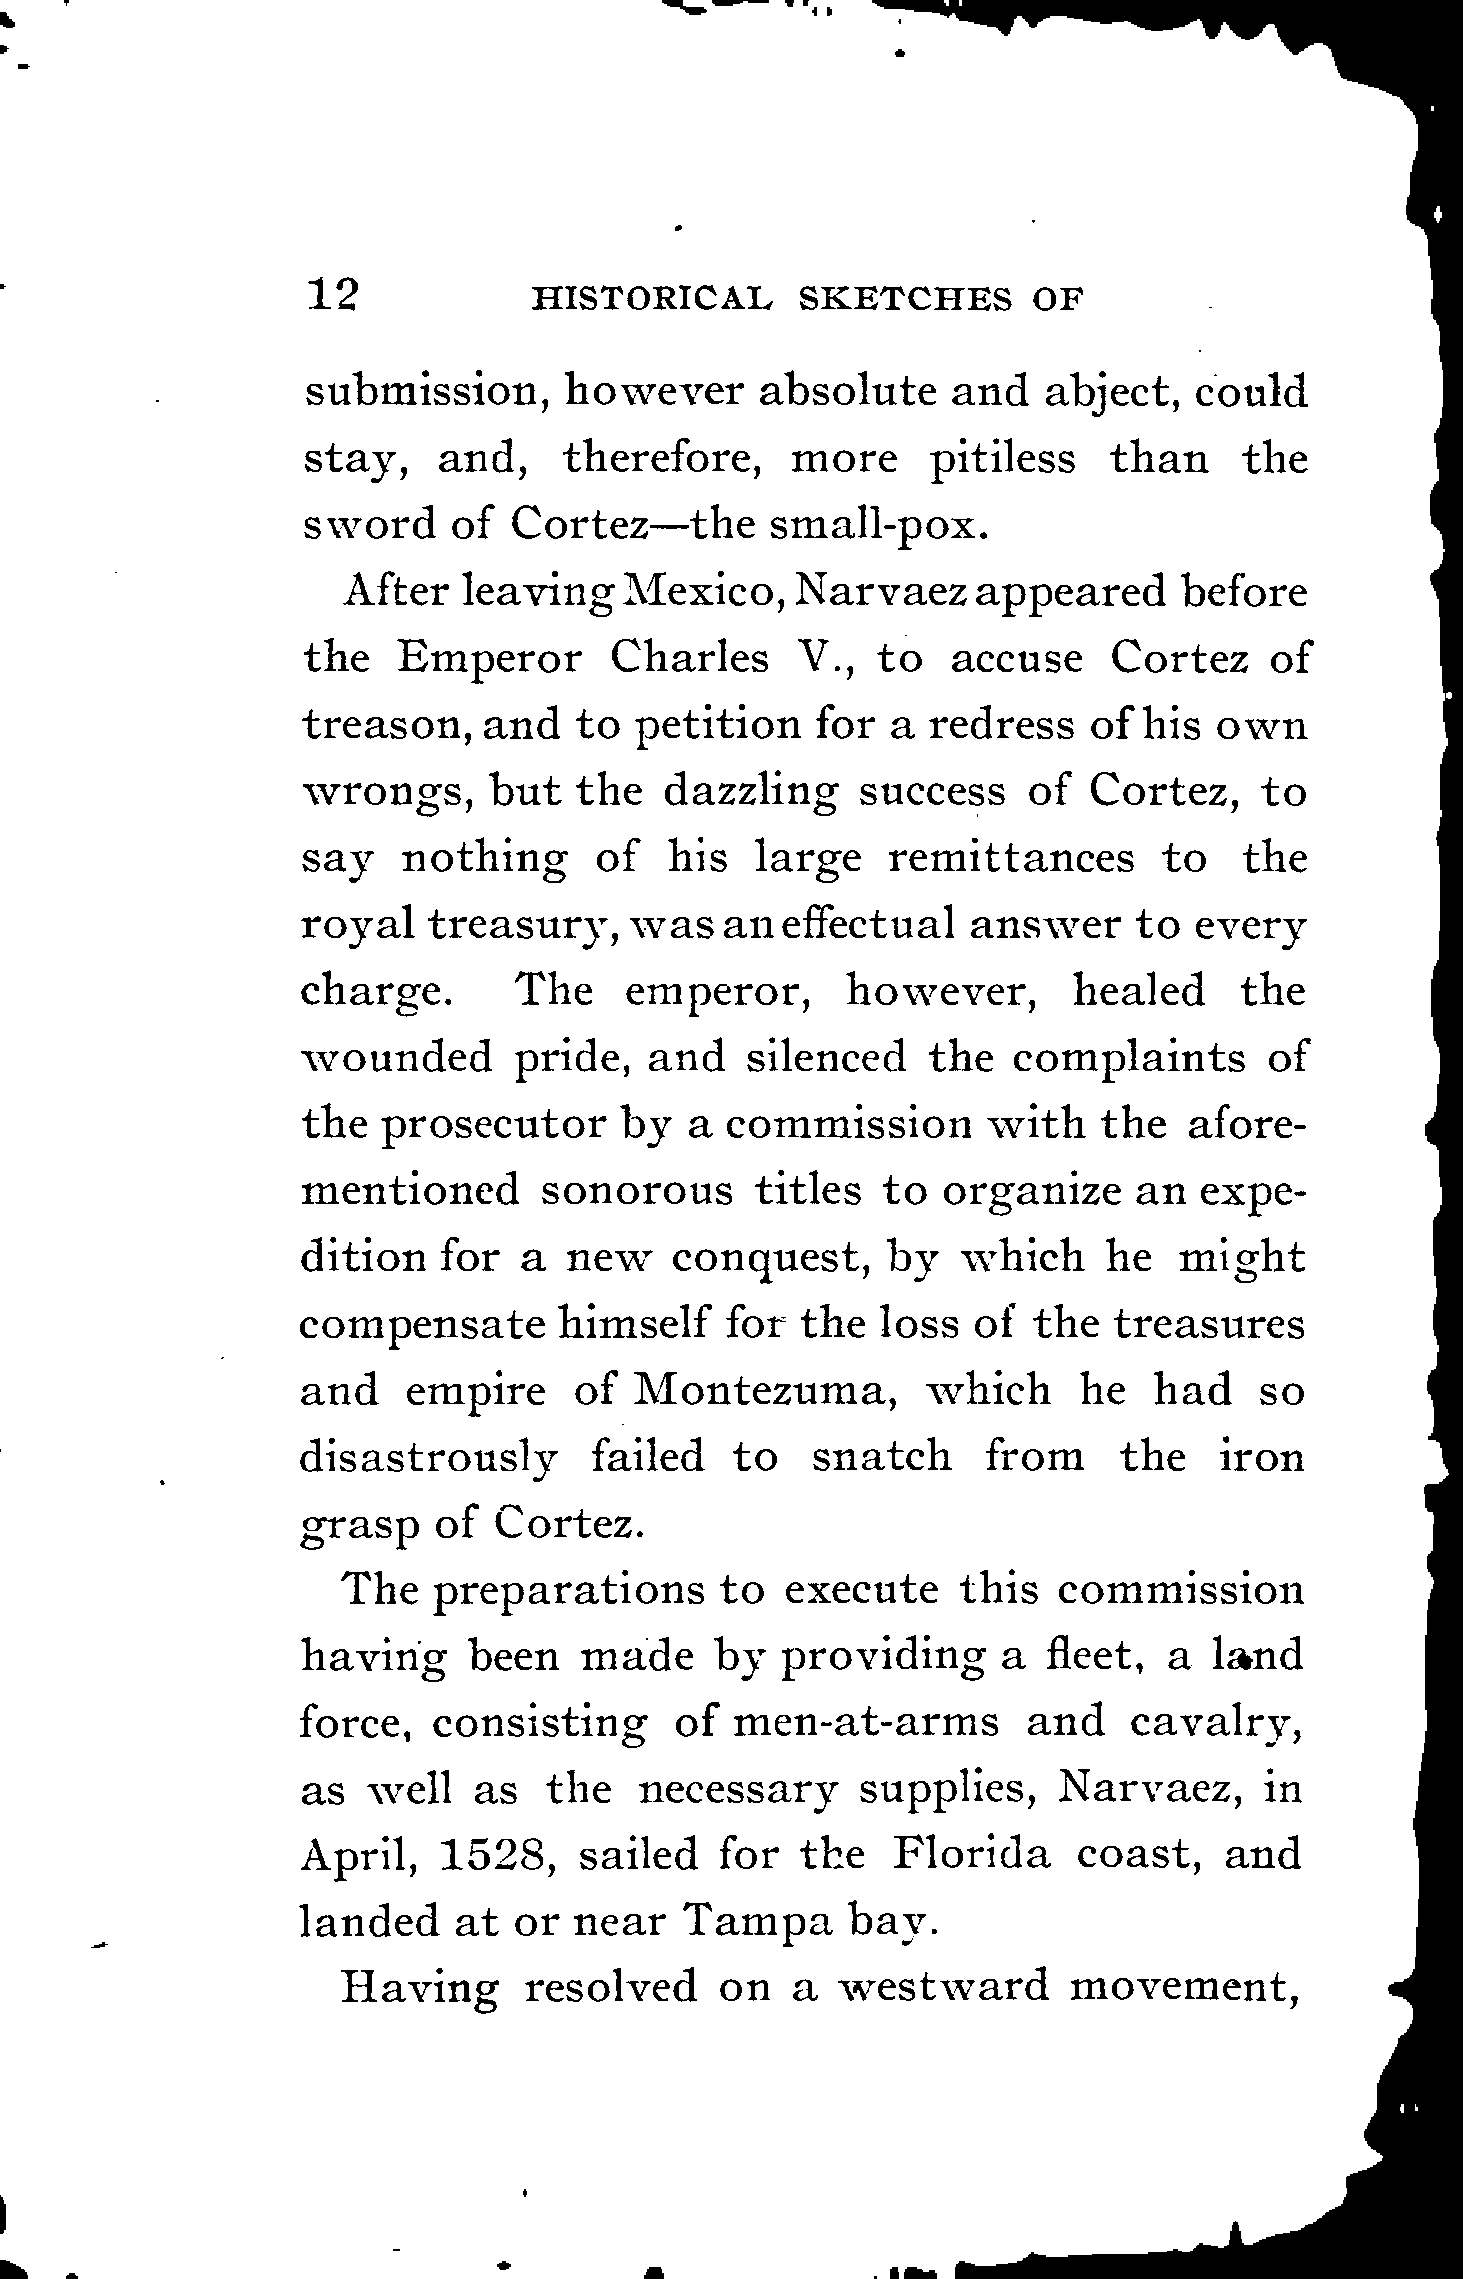 12 HISTORICAL SKETCHES OF
submission, however absolute and abject, could
stay, and, therefore, more pitiless than the
sword of Cortez—the small-pox.
After leaving Mexico, Narvaez appeared before
the Emperor Charles V., to accuse Cortez of
treason, and to petition for a redress of his own
wrongs, but the dazzling success of Cortez, to
say nothing of his large remittances to the
royal treasury, was an effectual answer to every
charge. The emperor, however, healed the
wounded pride, and silenced the complaints of
the prosecutor by a commission with the afore-
mentioned sonorous titles to organize an expe-
dition for a new conquest, by which he might
compensate himself for the loss of the treasures
and empire of Montezuma, which he had so
disastrously failed to snatch from the iron
grasp of Cortez.
The preparations to execute this commission
having been made by providing a fleet, a land
force, consisting of men-at-arms and cavalry,
as well as the necessary supplies, Narvaez, in
April, 1528, sailed for the Florida coast, and
landed at or near Tampa bay.
Having resolved on a westward movement,